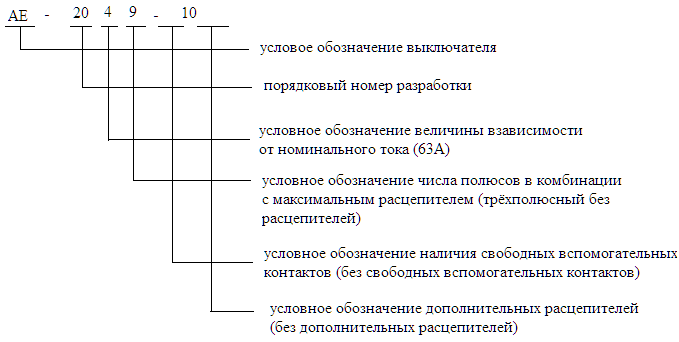 АЕ - 20 4 9 - 10
условое обозначение выключателя
порядковый номер разработки
условное обозначение величины взависимости
от номинального тока (63А)
условное обозначение числа полюсов в комбинации
с максимальным расцепителем (трёхполюсный без
расцепителей)
условное обозначение наличия свободных вспомогательных
контактов (без свободных вспомогательных контактов)
условное обозначение дополнительных расцепителей
(без дополнительных расцепителей)